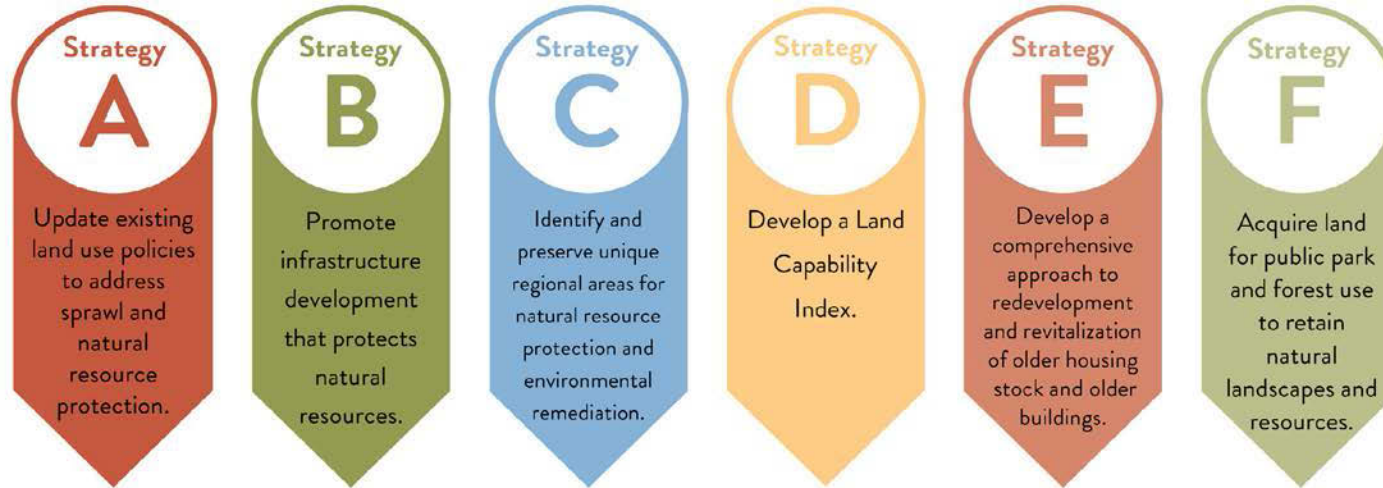 Strategy
A
Update existing
land use policies
to address
sprawl and
natural
resource
protection.
Strategy
B
Promote
infrastructure
development
that protects
natural
resources.
Strategy
C
Identify and
preserve unique
regional areas for
natural resource
protection and
environmental
remediation.
Strategy
D
Develop a Land
Capability
Index.
Strategy
E
Develop a
comprehensive
approach to
redevelopment
and revitalization
of older housing
stock and older
buildings.
Strategy
F
Acquire land
for public park
and forest use
to retain
natural
landscapes and
resources.